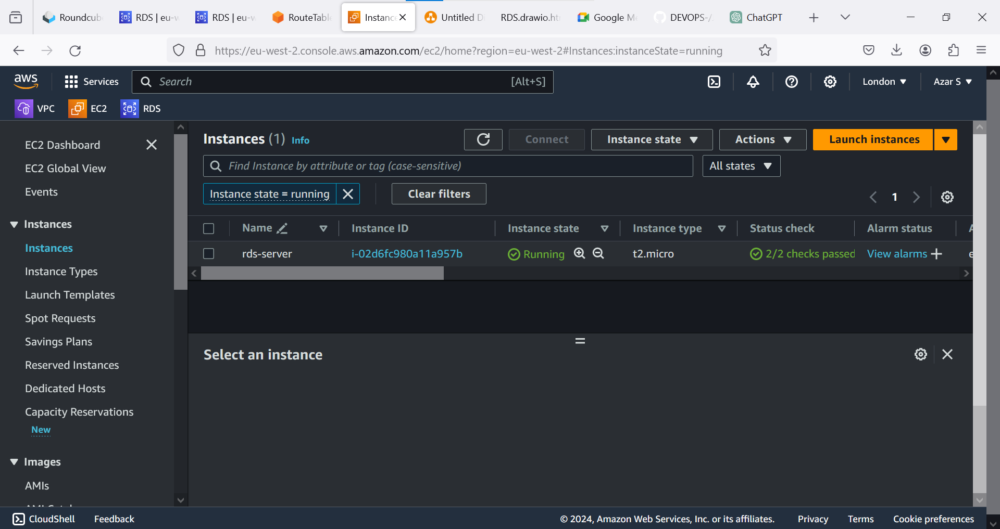 Roundcub
RDS | eu-w
RDS | eu-w
RouteTabl
Instanc
Untitled D
RDS.drawio.ht
Google M
DEVOPS-/
ChatGPT
https://eu-west-2.console.aws.amazon.com/ec2/home?region=eu-west-2#Instances:instanceState=running
aws
Services
Search
[Alt+S]
London
Azar S
VPC
EC2
RDS
EC2 Dashboard
EC2 Global View
Events
Instances
Instances
Instance Types
Launch Templates
Spot Requests
Savings Plans
Reserved Instances
Dedicated Hosts
Capacity Reservations
New
Images
AMIs
Instances (1) Info
Connect
Instance state
Actions
Launch instances
Find Instance by attribute or tag (case-sensitive)
All states
Instance state = running
Clear filters
1
Name
Instance ID
Instance state
Instance type
Status check
Alarm status
rds-server
i-02d6fc980a11a957b
Running
t2.micro
2/2 checks passed
View alarms
Select an instance
CloudShell
Feedback
© 2024, Amazon Web Services, Inc. or its affiliates.
Privacy
Terms
Cookie preferences